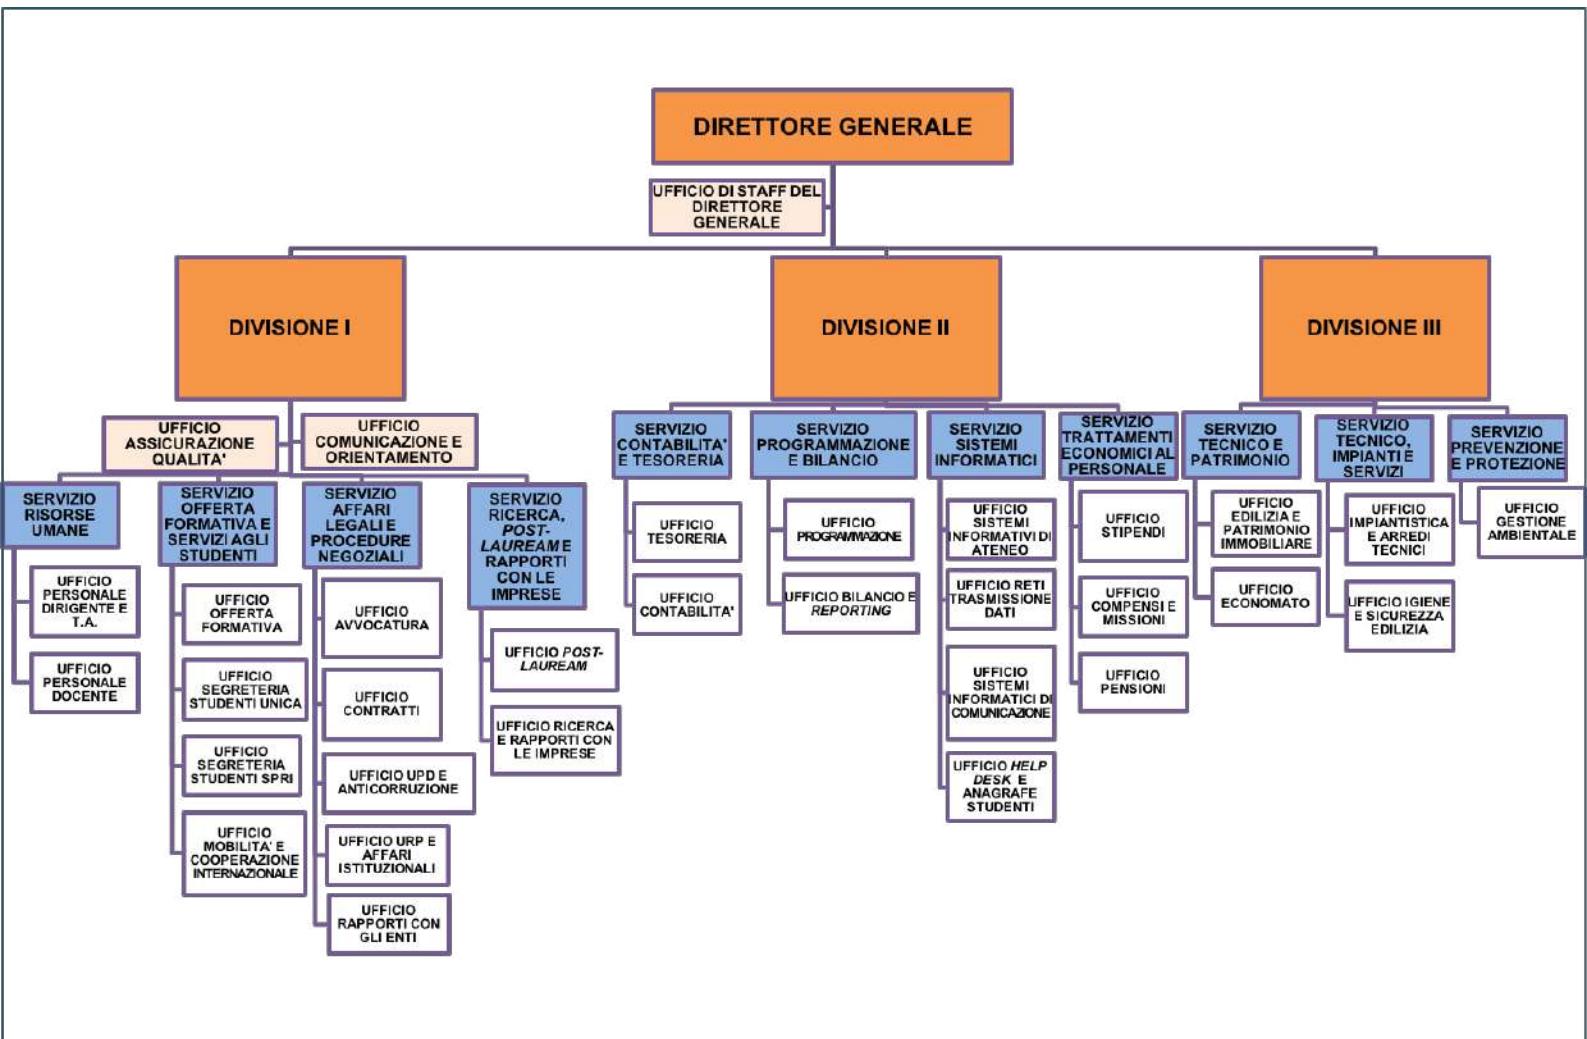 DIRETTORE GENERALE
UFFICIO DI STAFF DEL
DIRETTORE
GENERALE
DIVISIONE I
DIVISIONE II
DIVISIONE III
UFFICIO
ASSICURAZIONE
QUALITA'
UFFICIO
COMUNICAZIONE E
ORIENTAMENTO
SERVIZIO
RISORSE
UMANE
UFFICIO
PERSONALE
DIRIGENTE E
T.A.
UFFICIO
PERSONALE
DOCENTE
SERVIZIO
OFFERTA
FORMATIVA E
SERVIZI AGLI
STUDENTI
UFFICIO
OFFERTA
FORMATIVA
UFFICIO
SEGRETERIA
STUDENTI UNICA
UFFICIO
SEGRETERIA
STUDENTI SPRI
UFFICIO
MOBILITA' E
COOPERAZIONE
INTERNAZIONALE
SERVIZIO
AFFARI
LEGALI E
PROCEDURE
NEGOZIALI
UFFICIO
AVVOCATURA
UFFICIO
CONTRATTI
UFFICIO UPD E
ANTICORRUZIONE
UFFICIO URP E
AFFARI
ISTITUZIONALI
UFFICIO
RAPPORTI CON
GLI ENTI
SERVIZIO
RICERCA,
POST-
LAUREAM E
RAPPORTI
CON LE
IMPRESE
UFFICIO POST-
LAUREAM
UFFICIO RICERCA
E RAPPORTI CON
LE IMPRESE
SERVIZIO
CONTABILITA'
E TESORERIA
UFFICIO
TESORERIA
UFFICIO
CONTABILITA'
SERVIZIO
PROGRAMMAZIONE
E BILANCIO
UFFICIO
PROGRAMMAZIONE
UFFICIO BILANCIO E
REPORTING
SERVIZIO
SISTEMI
INFORMATICI
UFFICIO
SISTEMI
INFORMATIVI DI
ATENEO
UFFICIO RETI
TRASMISSIONE
DATI
UFFICIO
SISTEMI
INFORMATICI DI
COMUNICAZIONE
UFFICIO HELP
DESK E
ANAGRAFE
STUDENTI
SERVIZIO
TRATTAMENTI
ECONOMICI AL
PERSONALE
UFFICIO
STIPENDI
UFFICIO
COMPENSI E
MISSIONI
UFFICIO
PENSIONI
SERVIZIO
TECNICO E
PATRIMONIO
UFFICIO
EDILIZIA E
PATRIMONIO
IMMOBILIARE
UFFICIO
ECONOMATO
SERVIZIO
TECNICO,
IMPIANTI E
SERVIZI
UFFICIO
IMPIANTISTICA
E ARREDI
TECNICI
UFFICIO IGIENE
E SICUREZZA
EDILIZIA
SERVIZIO
PREVENZIONE
E PROTEZIONE
UFFICIO
GESTIONE
AMBIENTALE